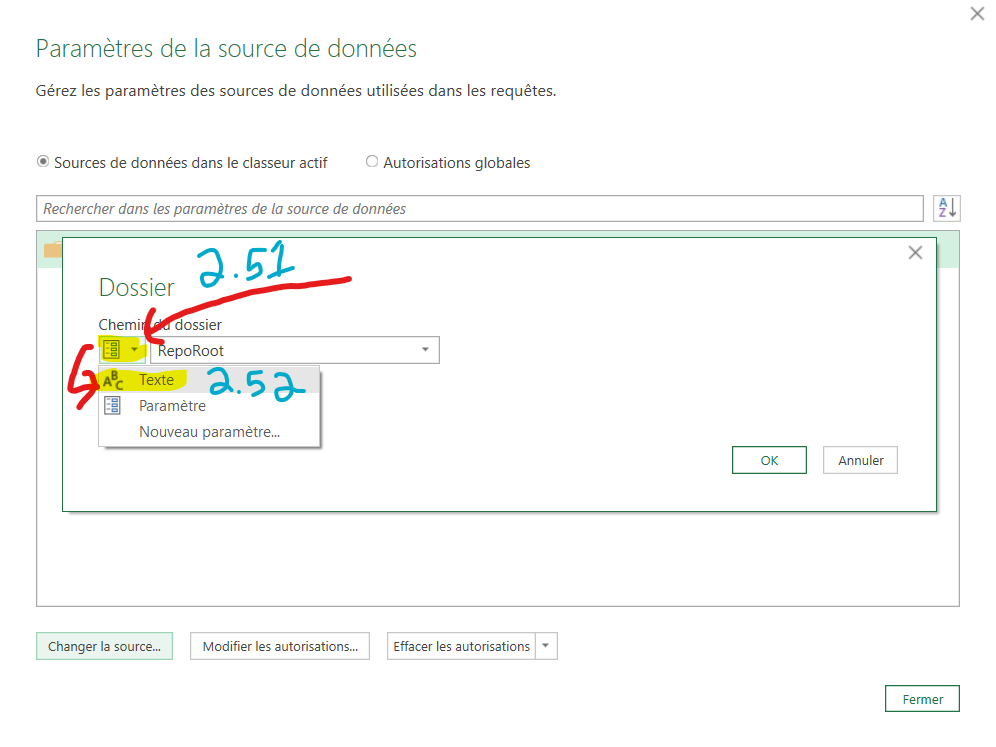 Paramètres de la source de données
Gérez les paramètres des sources de données utilisées dans les requêtes.
Sources de données dans le classeur actif
Autorisations globales
Rechercher dans les paramètres de la source de données
AZ
2.51
Dossier
Chemin du dossier
RepoRoot
ABC Texte
2.52
Paramètre
Nouveau paramètre...
OK
Annuler
Changer la source...
Modifier les autorisations...
Effacer les autorisations
Fermer